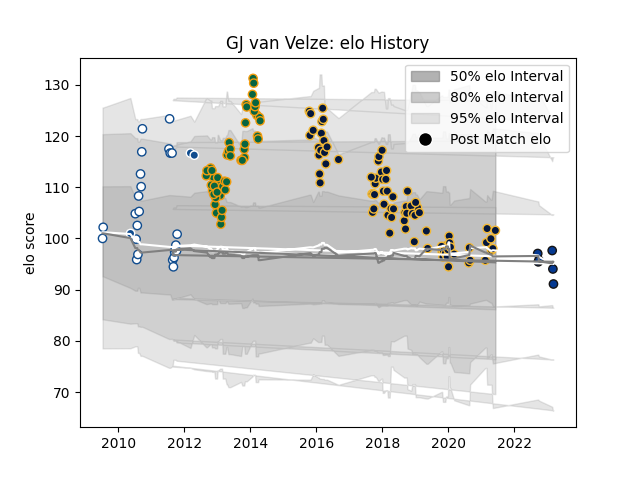 GJ van Velze: elo History
50% elo Interval
80% elo Interval
95% elo Interval
Post Match elo
elo score
130
120
110
100
90
80
70
2010
2012
2014
2016
2018
2020
2022